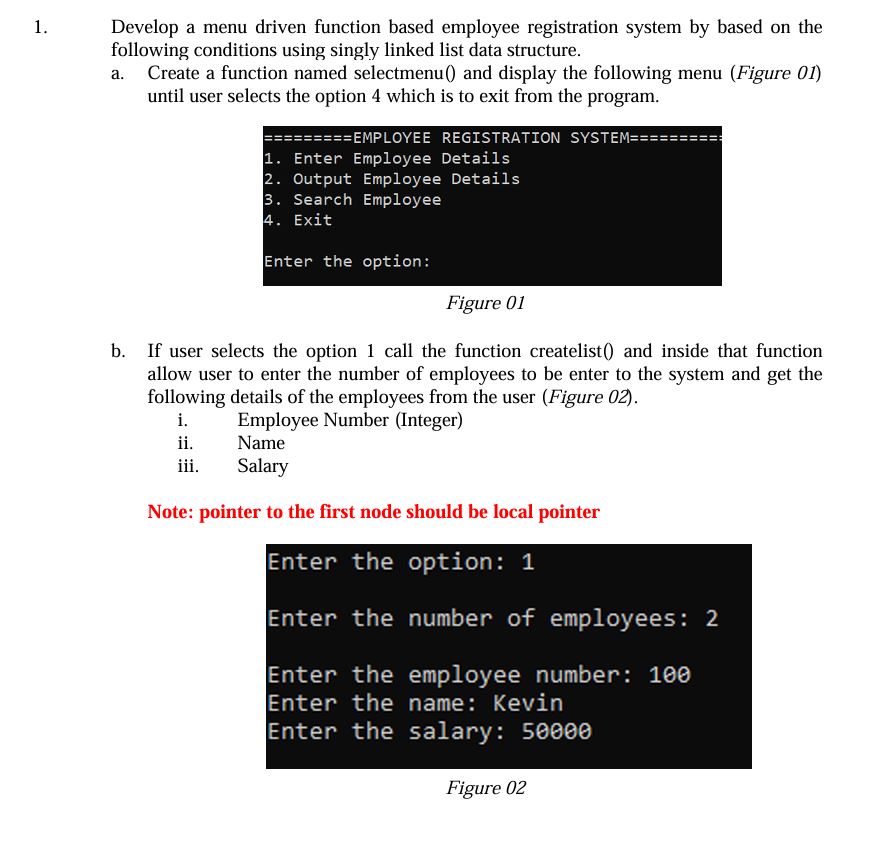 1. Develop a menu driven function based employee registration system by based on the
following conditions using singly linked list data structure.
a. Create a function named selectmenu() and display the following menu (Figure 01)
until user selects the option 4 which is to exit from the program.
=========EMPLOYEE REGISTRATION SYSTEM==========
1. Enter Employee Details
2. Output Employee Details
3. Search Employee
4. Exit
Enter the option:
Figure 01
b. If user selects the option 1 call the function createlist() and inside that function
allow user to enter the number of employees to be enter to the system and get the
following details of the employees from the user (Figure 02).
i. Employee Number (Integer)
ii. Name
iii. Salary
Note: pointer to the first node should be local pointer
Enter the option: 1
Enter the number of employees: 2
Enter the employee number: 100
Enter the name: Kevin
Enter the salary: 50000
Figure 02